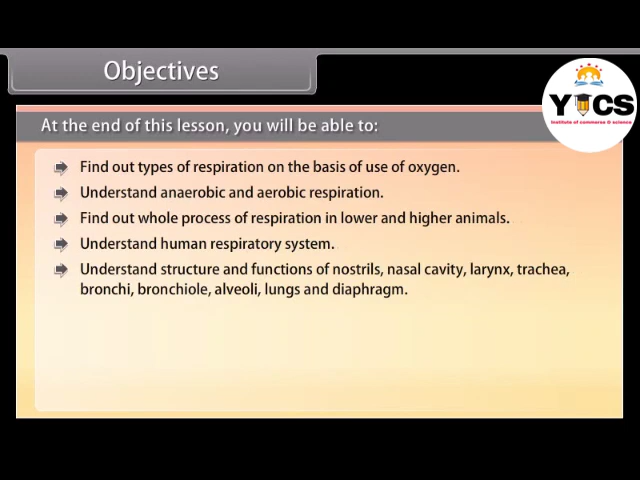 Objectives
YICS
Institute of commerce & science
At the end of this lesson, you will be able to:
Find out types of respiration on the basis of use of oxygen.
Understand anaerobic and aerobic respiration.
Find out whole process of respiration in lower and higher animals.
Understand human respiratory system.
Understand structure and functions of nostrils, nasal cavity, larynx, trachea,
bronchi, bronchiole, alveoli, lungs and diaphragm.